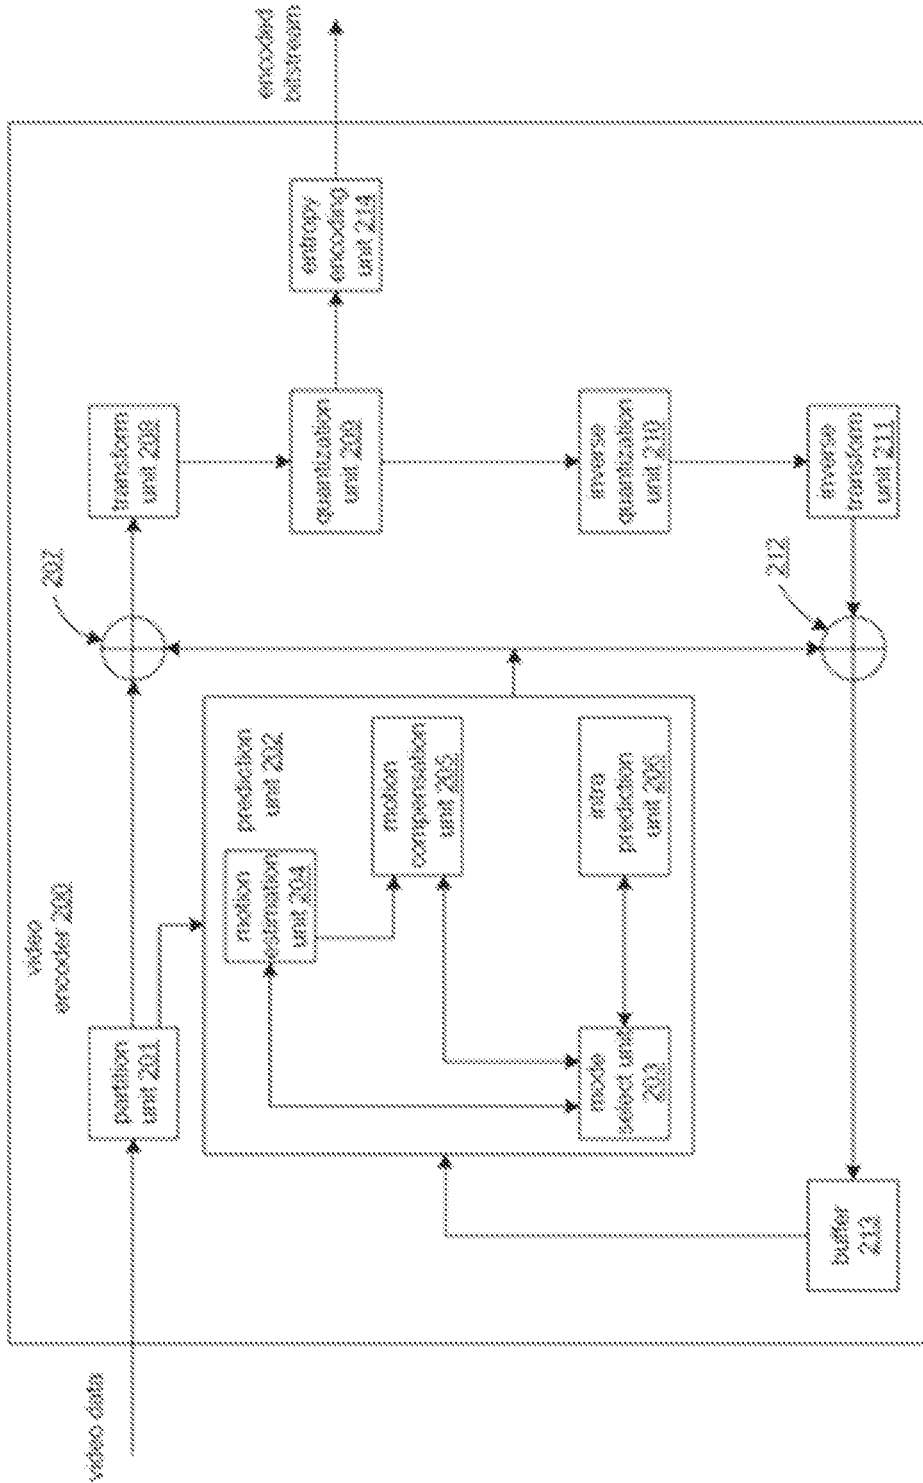 video data
video
encoder 200
partition
unit 201
207
transform
unit 208
encoded
bitstream
prediction
unit 202
motion
estimation
unit 204
motion
compensation
unit 205
mode
select unit
203
intra
prediction
unit 206
quantization
unit 209
entropy
encoding
unit 214
inverse
quantization
unit 210
inverse
transform
unit 211
212
buffer
213